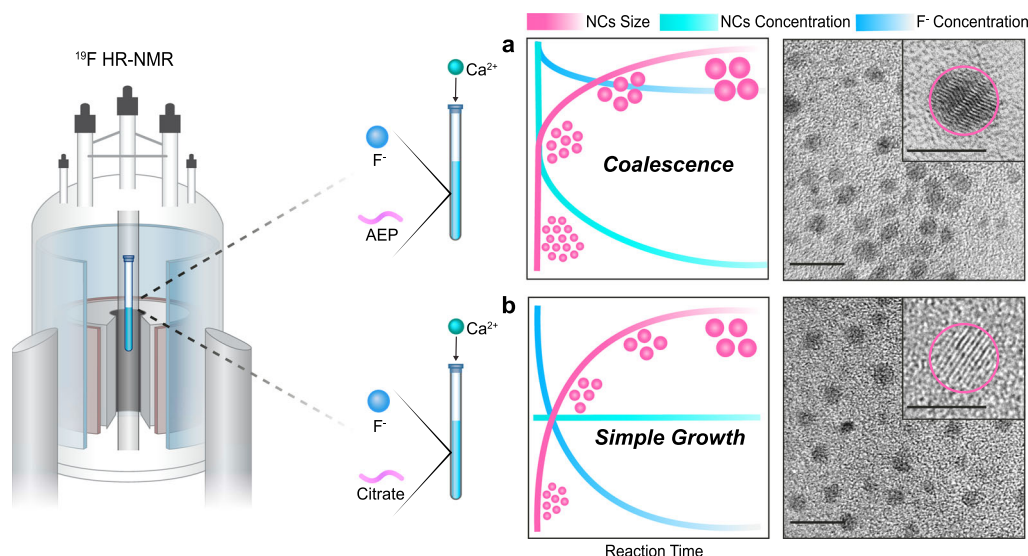 NCs Size NCs Concentration F⁻ Concentration
¹⁹F HR-NMR
a
Ca²⁺
F⁻
AEP
Coalescence
b
Ca²⁺
F⁻
Citrate
Simple Growth
Reaction Time